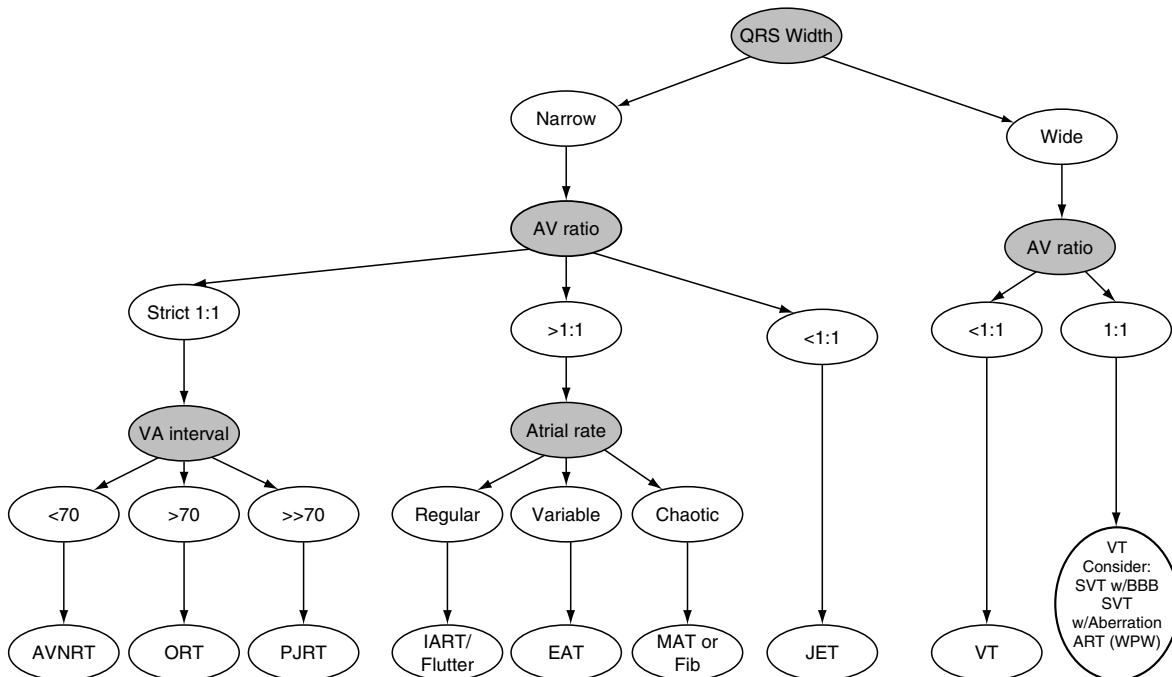 QRS Width
Narrow
Wide
AV ratio
AV ratio
Strict 1:1
>1:1
<1:1
<1:1
1:1
VA interval
Atrial rate
<70
>70
>>70
Regular
Variable
Chaotic
VT
Consider:
SVT w/BBB
SVT
w/Aberration
ART (WPW)
AVNRT
ORT
PJRT
IART/
Flutter
EAT
MAT or
Fib
JET
VT